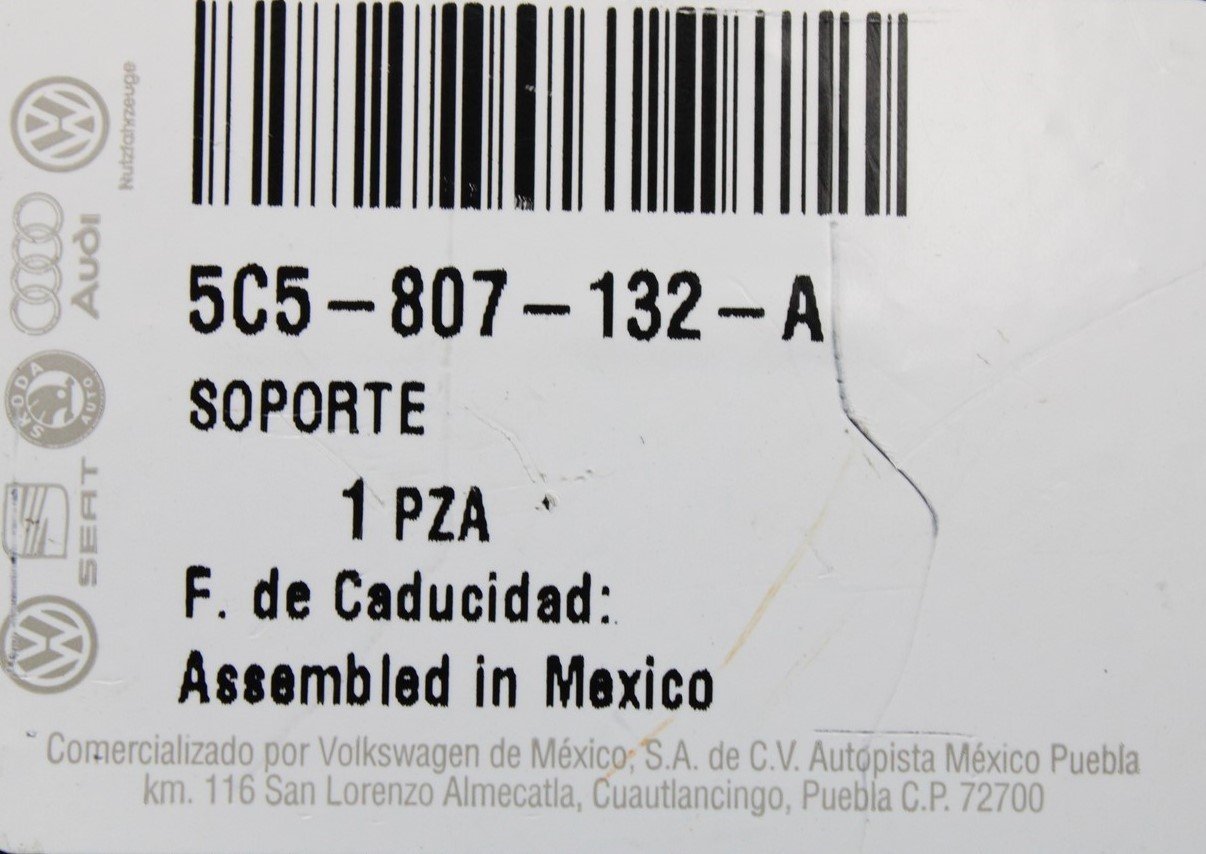 5C5-807-132-A
SOPORTE
1 PZA
F. de Caducidad:
Assembled in Mexico
Comercializado por Volkswagen de México, S.A. de C.V. Autopista México Puebla
km. 116 San Lorenzo Almecatla, Cuautlancingo, Puebla C.P. 72700
Nutzfahrzeuge
Audi
SKODA
AUTO
SEAT